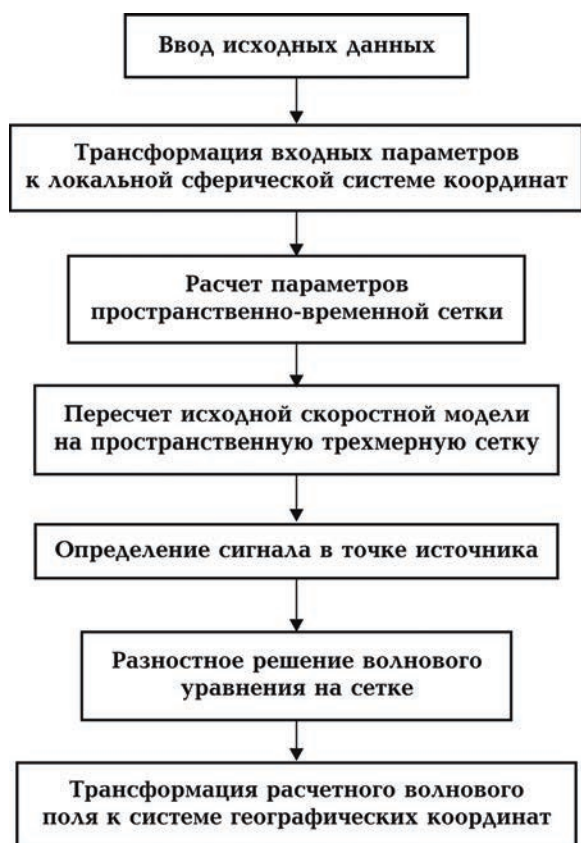 Ввод исходных данных
Трансформация входных параметров
к локальной сферической системе координат
Расчет параметров
пространственно-временной сетки
Пересчет исходной скоростной модели
на пространственную трехмерную сетку
Определение сигнала в точке источника
Разностное решение волнового
уравнения на сетке
Трансформация расчетного волнового
поля к системе географических координат